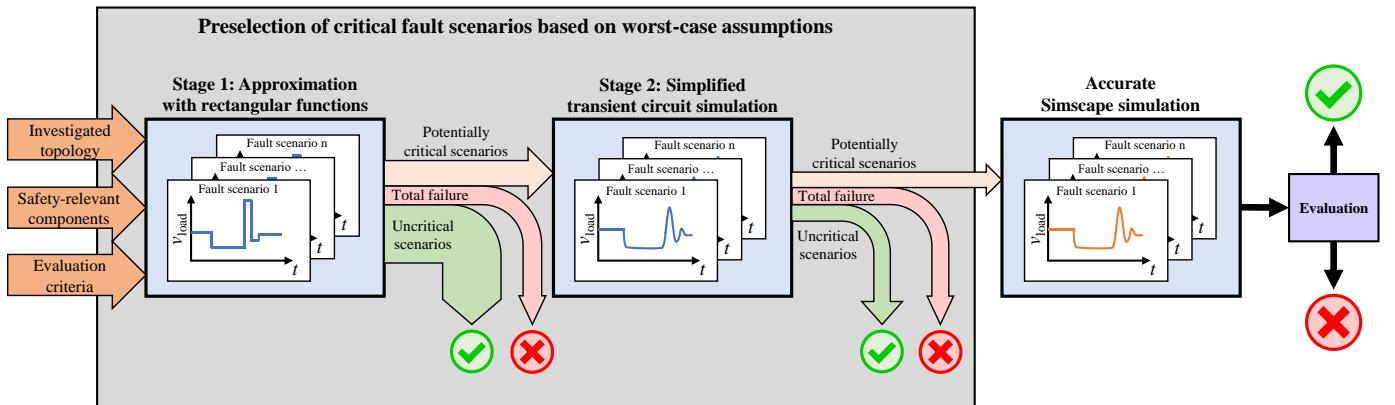 Preselection of critical fault scenarios based on worst-case assumptions
Stage 1: Approximation
with rectangular functions
Stage 2: Simplified
transient circuit simulation
Accurate
Simscape simulation
Investigated
topology
Safety-relevant
components
Evaluation
criteria
Fault scenario n
Fault scenario …
Fault scenario 1
v_load
t
t
t
Potentially
critical scenarios
Total failure
Uncritical
scenarios
Fault scenario n
Fault scenario …
Fault scenario 1
v_load
t
t
t
Potentially
critical scenarios
Total failure
Uncritical
scenarios
Fault scenario n
Fault scenario …
Fault scenario 1
v_load
t
t
t
Evaluation